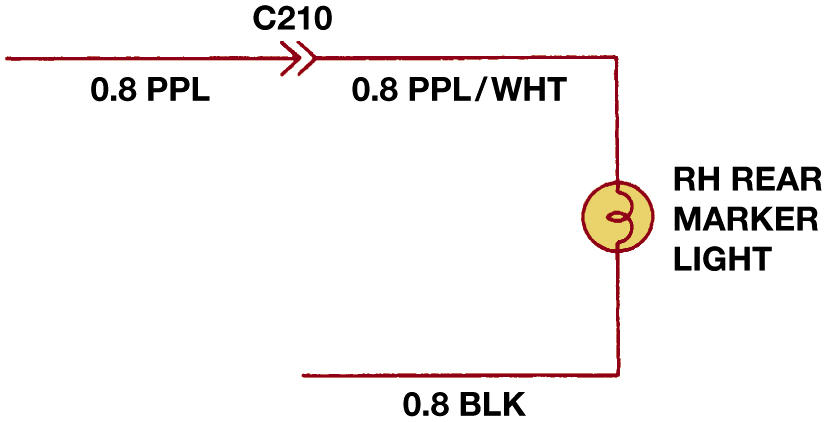 C210
0.8 PPL
0.8 PPL/WHT
RH REAR
MARKER
LIGHT
0.8 BLK